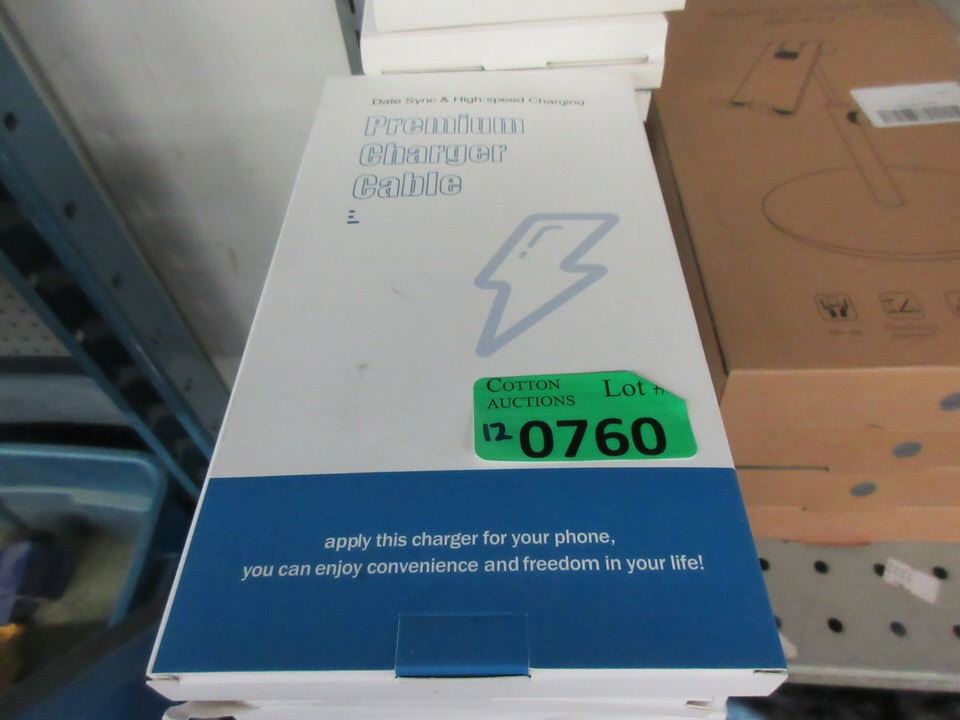 Date Sync & High-speed Charging
Premium
Charger
Cable
COTTON
AUCTIONS
Lot #
12 0760
apply this charger for your phone,
you can enjoy convenience and freedom in your life!